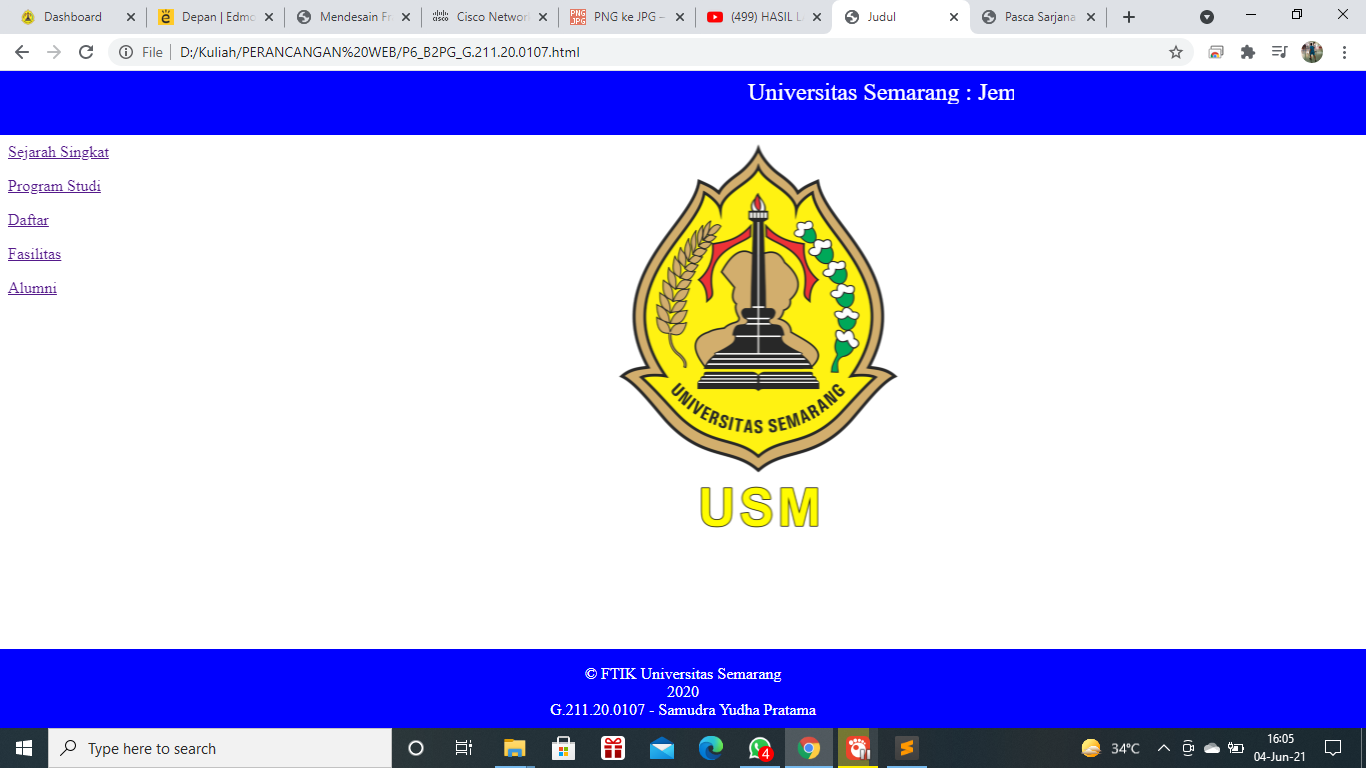 Dashboard
Depan | Edmo
Mendesain Fr
Cisco Networ
PNG ke JPG –
(499) HASIL L
Judul
Pasca Sarjana
File
D:/Kuliah/PERANCANGAN%20WEB/P6_B2PG_G.211.20.0107.html
Universitas Semarang : Jem
Sejarah Singkat
Program Studi
Daftar
Fasilitas
Alumni
UNIVERSITAS SEMARANG
USM
© FTIK Universitas Semarang
2020
G.211.20.0107 - Samudra Yudha Pratama
Type here to search
4
34°C
16:05
04-Jun-21